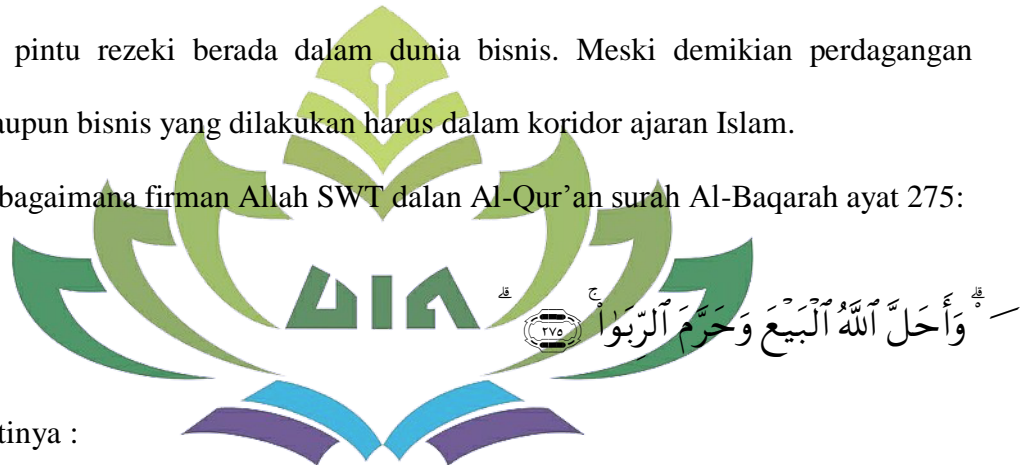 pintu rezeki berada dalam dunia bisnis. Meski demikian perdagangan
aupun bisnis yang dilakukan harus dalam koridor ajaran Islam.
bagaimana firman Allah SWT dalan Al-Qur’an surah Al-Baqarah ayat 275:
UIN
وَأَحَلَّ ٱللَّهُ ٱلۡبَيۡعَ وَحَرَّمَ ٱلرِّبَوٰاْۚ ٢٧٥
tinya :